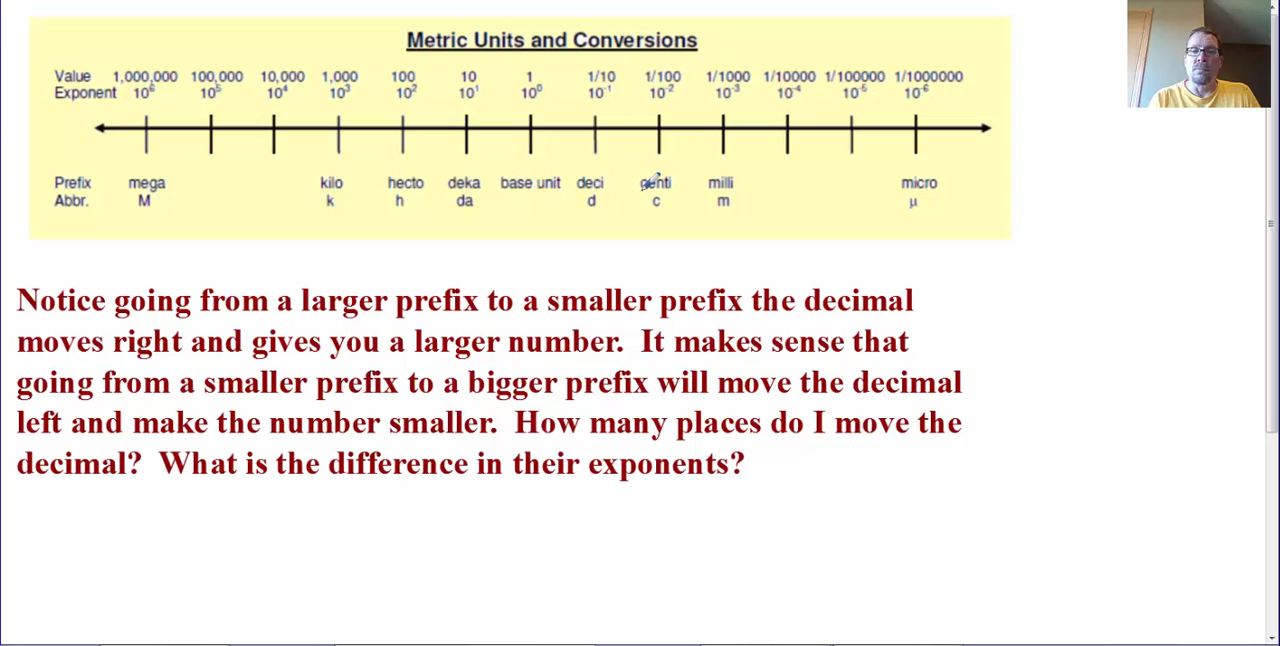 Metric Units and Conversions
Value 1,000,000 100,000 10,000 1,000 100 10 1 1/10 1/100 1/1000 1/10000 1/100000 1/1000000
Exponent 10⁶ 10⁵ 10⁴ 10³ 10² 10¹ 10⁰ 10⁻¹ 10⁻² 10⁻³ 10⁻⁴ 10⁻⁵ 10⁻⁶
Prefix mega kilo hecto deka base unit deci centi milli micro
Abbr. M k h da d c m μ
Notice going from a larger prefix to a smaller prefix the decimal
moves right and gives you a larger number. It makes sense that
going from a smaller prefix to a bigger prefix will move the decimal
left and make the number smaller. How many places do I move the
decimal? What is the difference in their exponents?